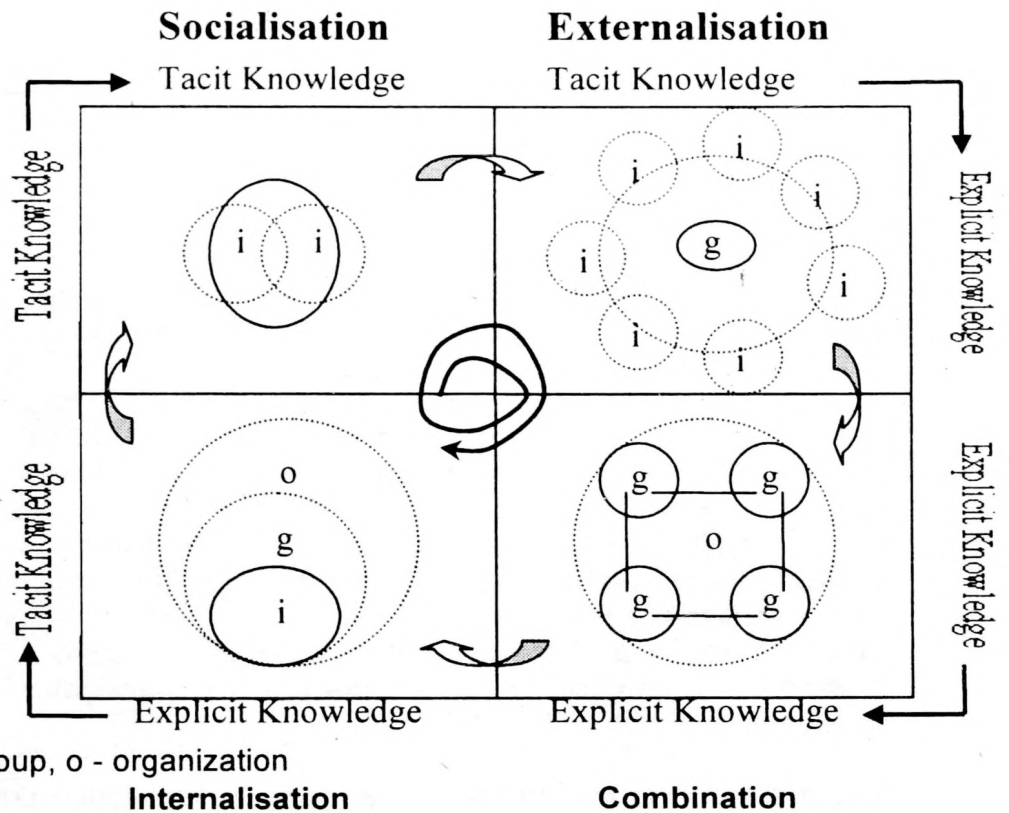 Socialisation Externalisation
Tacit Knowledge Tacit Knowledge
Tacit Knowledge
Explicit Knowledge
i i
i
i
i
i
i
i
i
g
Tacit Knowledge
Explicit Knowledge
o
g
i
g g
o
g g
Explicit Knowledge Explicit Knowledge
oup, o - organization
Internalisation Combination